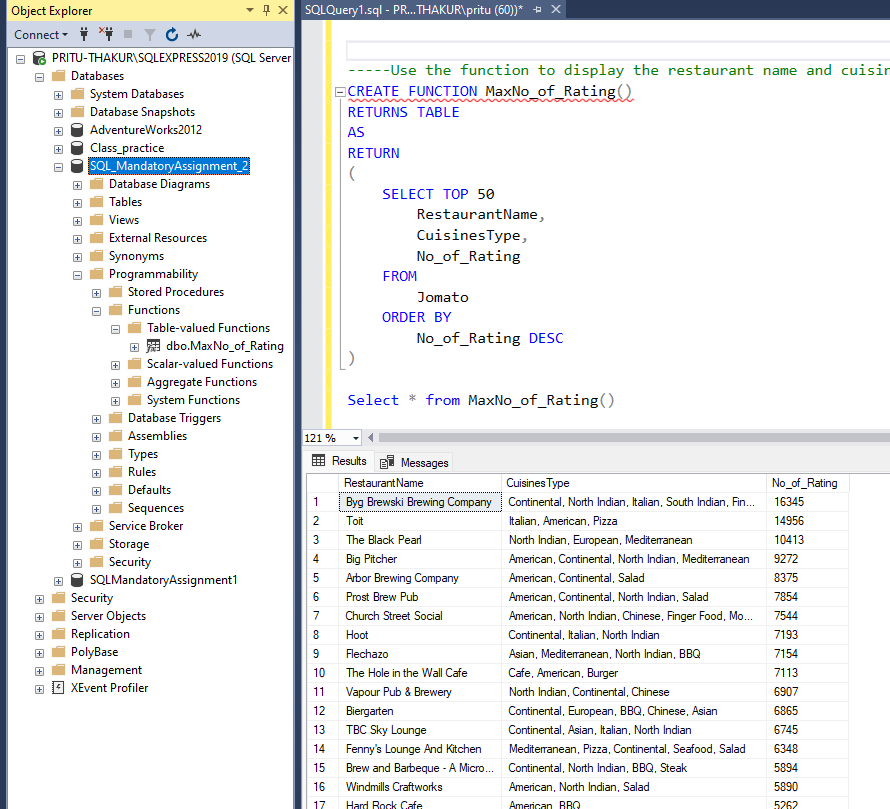 Object Explorer
Connect
PRITU-THAKUR\SQLEXPRESS2019 (SQL Server
Databases
System Databases
Database Snapshots
AdventureWorks2012
Class_practice
SQL_MandatoryAssignment_2
Database Diagrams
Tables
Views
External Resources
Synonyms
Programmability
Stored Procedures
Functions
Table-valued Functions
dbo.MaxNo_of_Rating
Scalar-valued Functions
Aggregate Functions
System Functions
Database Triggers
Assemblies
Types
Rules
Defaults
Sequences
Service Broker
Storage
Security
SQLMandatoryAssignment1
Security
Server Objects
Replication
PolyBase
Management
XEvent Profiler
SQLQuery1.sql - PR...THAKUR\pritu (60))*
-----Use the function to display the restaurant name and cuisin
CREATE FUNCTION MaxNo_of_Rating()
RETURNS TABLE
AS
RETURN
(
SELECT TOP 50
RestaurantName,
CuisinesType,
No_of_Rating
FROM
Jomato
ORDER BY
No_of_Rating DESC
)
Select * from MaxNo_of_Rating()
121 %
Results Messages
RestaurantName CuisinesType No_of_Rating
1 Byg Brewski Brewing Company Continental, North Indian, Italian, South Indian, Fin... 16345
2 Toit Italian, American, Pizza 14956
3 The Black Pearl North Indian, European, Mediterranean 10413
4 Big Pitcher American, Continental, North Indian, Mediterranean 9272
5 Arbor Brewing Company American, Continental, Salad 8375
6 Prost Brew Pub American, Continental, North Indian, Salad 7854
7 Church Street Social American, North Indian, Chinese, Finger Food, Mo... 7544
8 Hoot Continental, Italian, North Indian 7193
9 Flechazo Asian, Mediterranean, North Indian, BBQ 7154
10 The Hole in the Wall Cafe Cafe, American, Burger 7113
11 Vapour Pub & Brewery North Indian, Continental, Chinese 6907
12 Biergarten Continental, European, BBQ, Chinese, Asian 6865
13 TBC Sky Lounge Continental, Asian, Italian, North Indian 6745
14 Fenny's Lounge And Kitchen Mediterranean, Pizza, Continental, Seafood, Salad 6348
15 Brew and Barbeque - A Micro... Continental, North Indian, BBQ, Steak 5894
16 Windmills Craftworks American, North Indian, Salad 5890
17 Hard Rock Cafe American, BBQ 5262